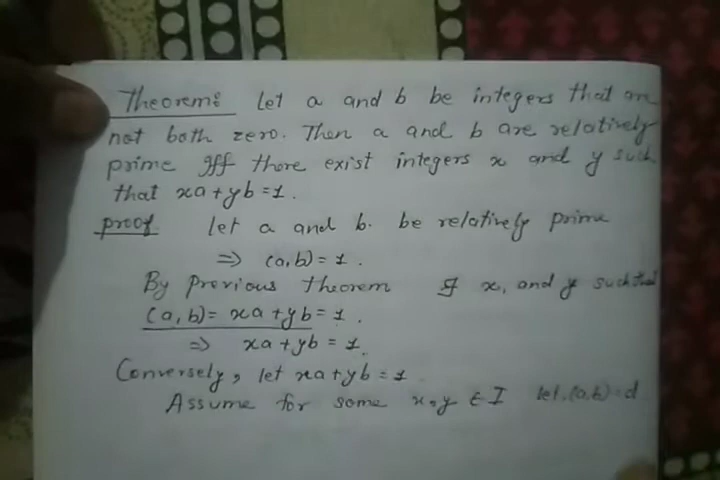 Theorem: Let a and b be integers that are
not both zero. Then a and b are relatively
prime iff there exist integers x and y such
that xa+yb=1.
proof let a and b. be relatively prime
=> (a,b)=1.
By previous theorem ∃ x, and y such that
(a,b)= xa+yb=1.
=> xa+yb=1.
Conversely, let xa+yb=1
Assume for some x,y ∈ I let,(a,b)=d